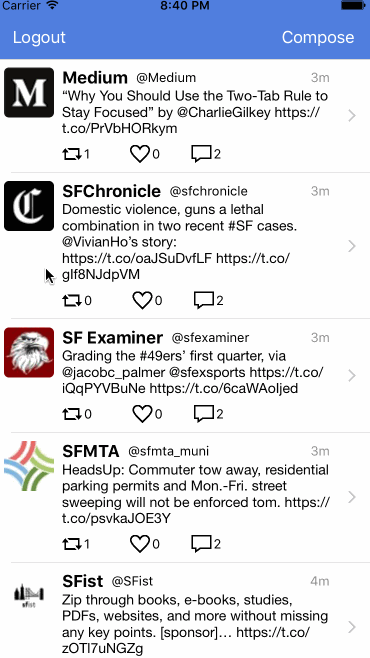 Carrier 8:40 PM
Logout Compose
M
Medium @Medium 3m
“Why You Should Use the Two-Tab Rule to
Stay Focused” by @CharlieGilkey https://
t.co/PrVbHORkym
1 0 2
C
SFChronicle @sfchronicle 3m
Domestic violence, guns a lethal
combination in two recent #SF cases.
@VivianHo’s story:
https://t.co/oaJSuDvfLF https://t.co/
gIf8NJdpVM
0 0 2
SF Examiner @sfexaminer 3m
Grading the #49ers’ first quarter, via
@jacobc_palmer @sfexsports https://t.co/
iQqPYVBuNe https://t.co/6caWAoljed
0 0 2
SFMTA @sfmta_muni 3m
HeadsUp: Commuter tow away, residential
parking permits and Mon.-Fri. street
sweeping will not be enforced tom. https://
t.co/psvkaJOE3Y
1 0 2
sfist
SFist @SFist 4m
Zip through books, e-books, studies,
PDFs, websites, and more without missing
any key points. [sponsor]… https://t.co/
zOTl7uNGZg